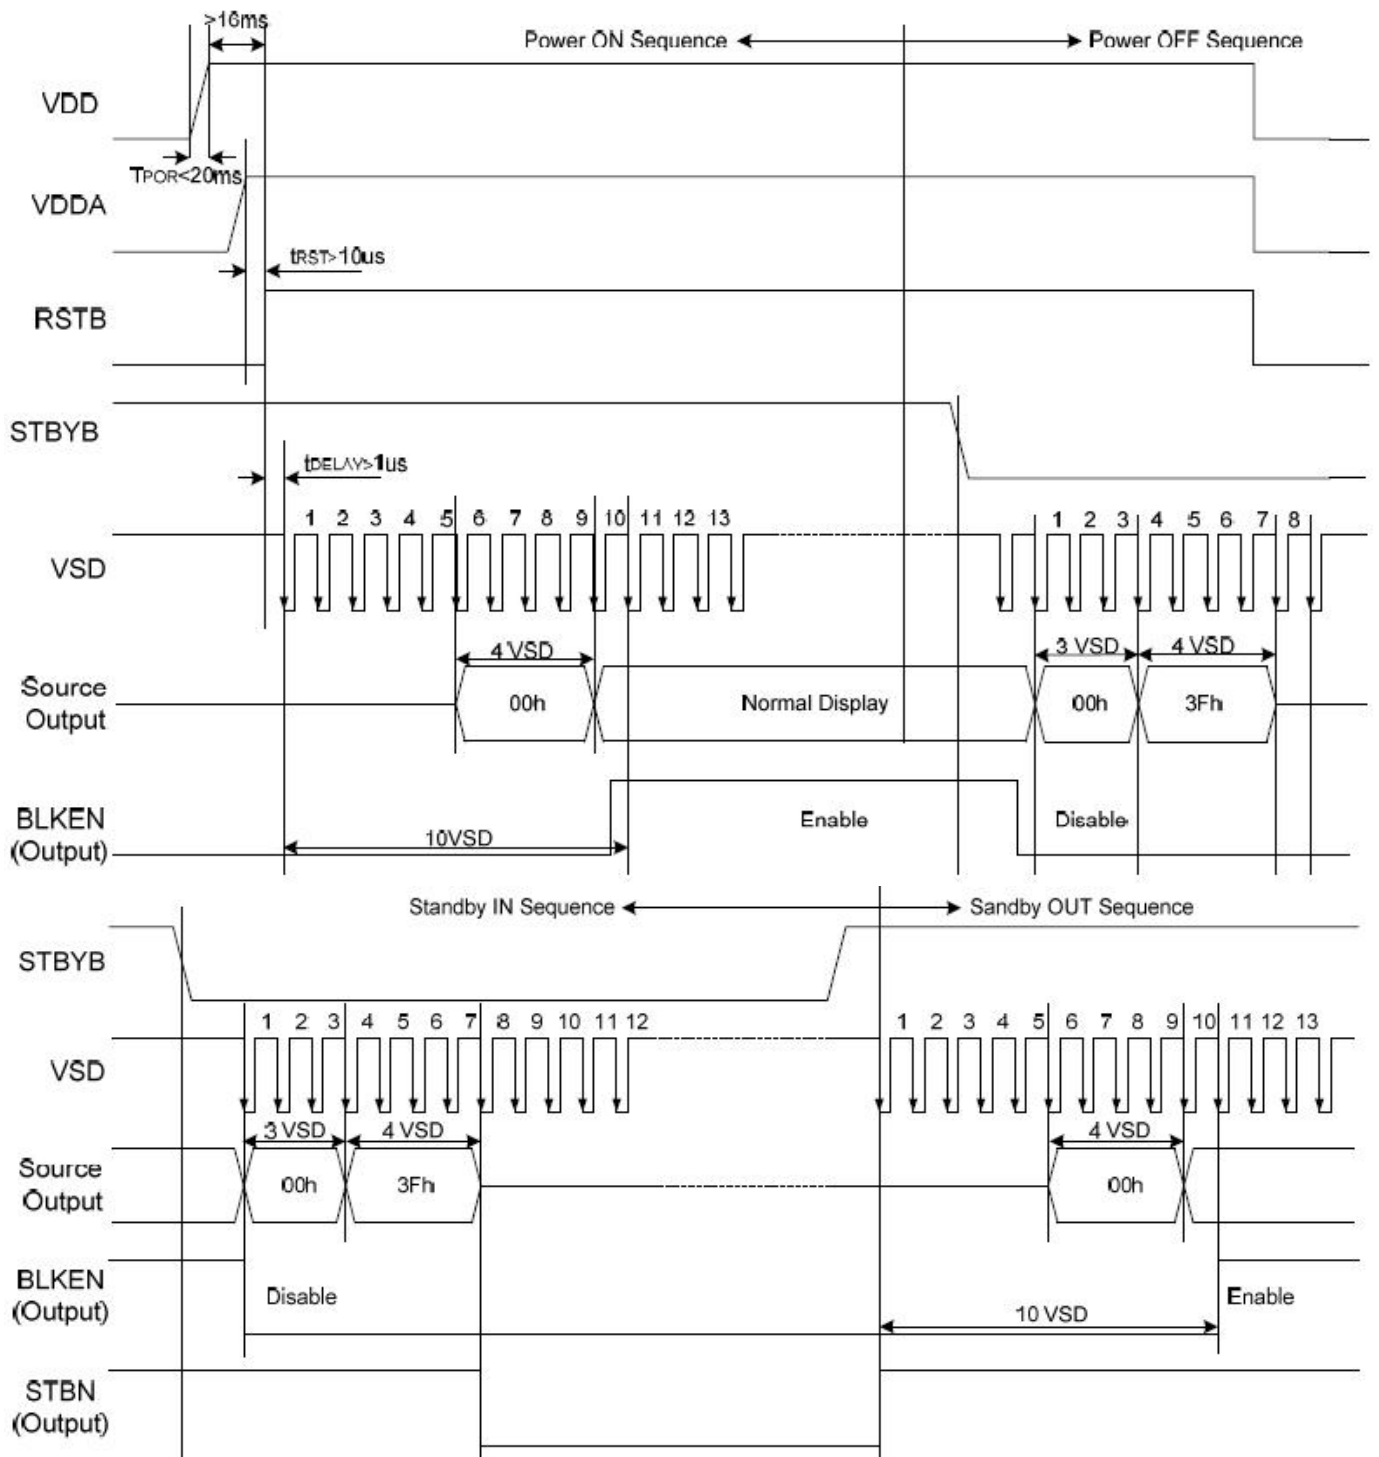 >16ms
Power ON Sequence
Power OFF Sequence
VDD
TPOR<20ms
VDDA
tRST>10us
RSTB
STBYB
tDELAY>1us
1 2 3 4 5 6 7 8 9 10 11 12 13
1 2 3 4 5 6 7 8
VSD
4 VSD
3 VSD
4 VSD
Source
Output
00h
Normal Display
00h
3Fh
BLKEN
(Output)
10VSD
Enable
Disable
Standby IN Sequence
Sandby OUT Sequence
STBYB
1 2 3 4 5 6 7 8 9 10 11 12
1 2 3 4 5 6 7 8 9 10 11 12 13
VSD
3 VSD
4 VSD
4 VSD
Source
Output
00h
3Fh
00h
BLKEN
(Output)
Disable
10 VSD
Enable
STBN
(Output)